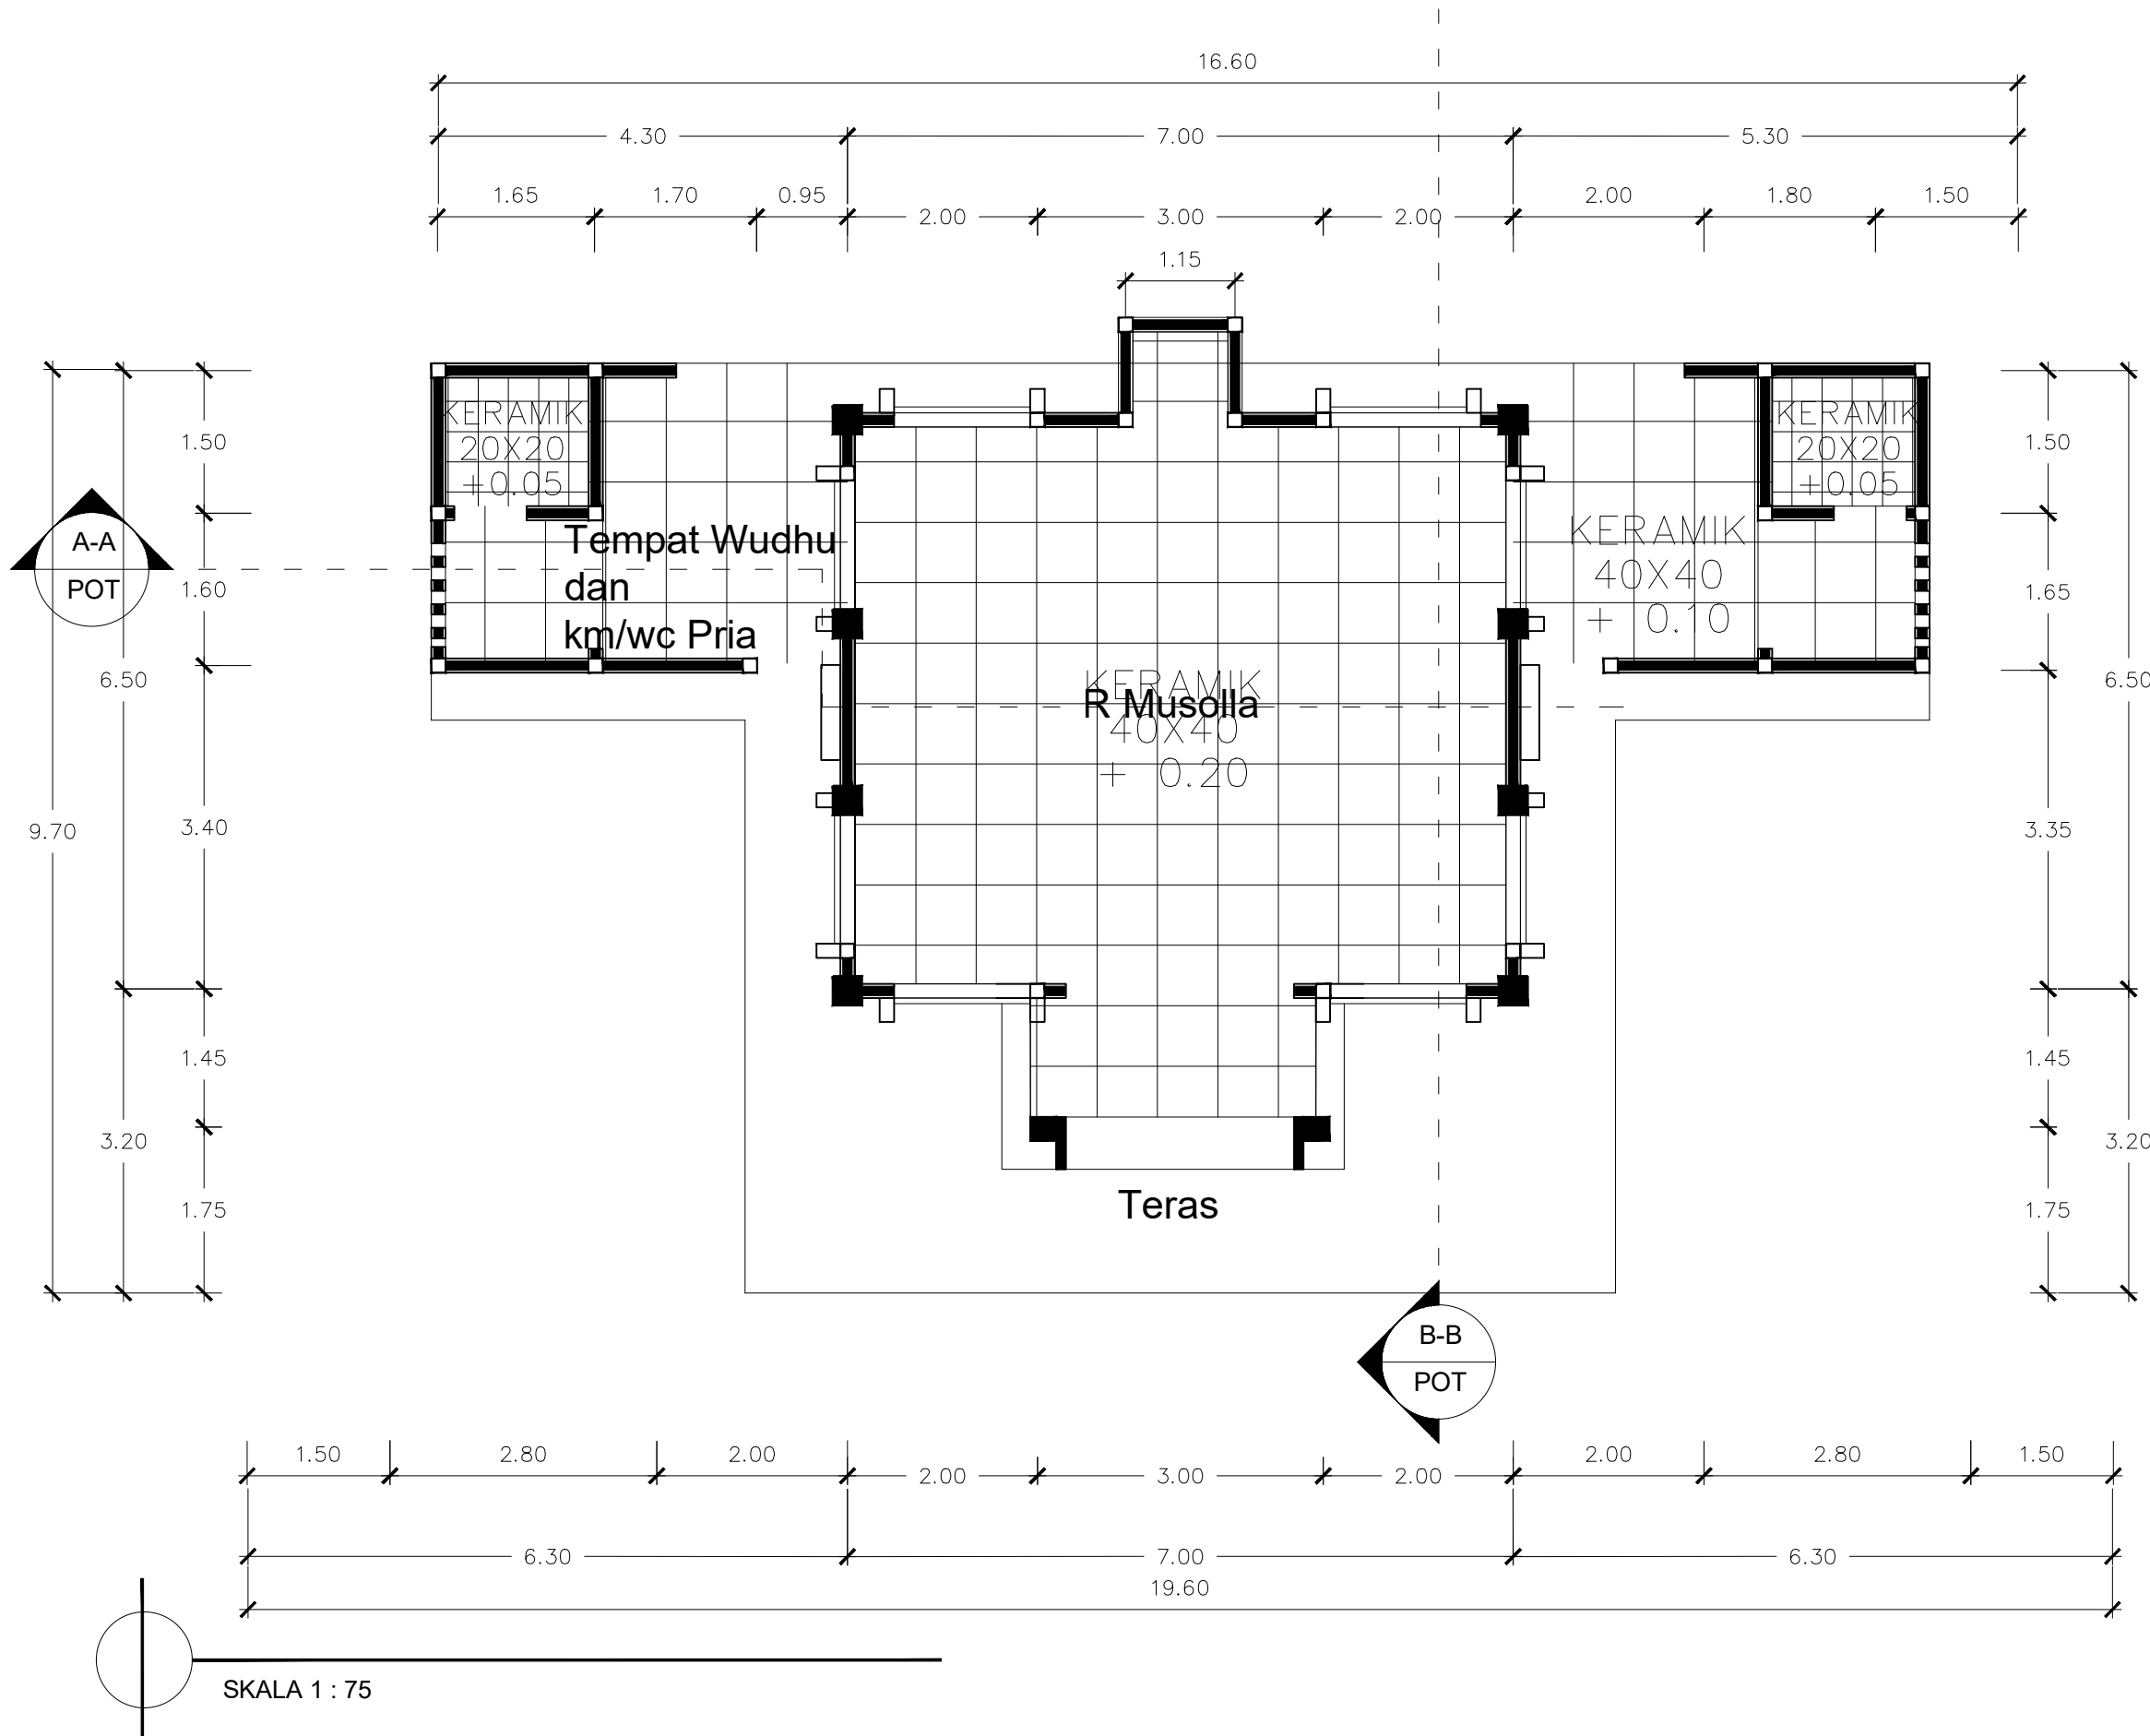 16.60
4.30 7.00 5.30
1.65 1.70 0.95 2.00 3.00 2.00 2.00 1.80 1.50
1.15
KERAMIK
20X20
+0.05
KERAMIK
20X20
+0.05
1.50
1.50
A-A
POT
Tempat Wudhu
dan
km/wc Pria
KERAMIK
40X40
+ 0.10
1.60
1.65
6.50
6.50
KERAMIK
R Musolla
40X40
+ 0.20
9.70
3.40
3.35
1.45
1.45
3.20
3.20
1.75
1.75
Teras
B-B
POT
1.50 2.80 2.00 2.00 3.00 2.00 2.00 2.80 1.50
6.30 7.00 6.30
19.60
SKALA 1 : 75